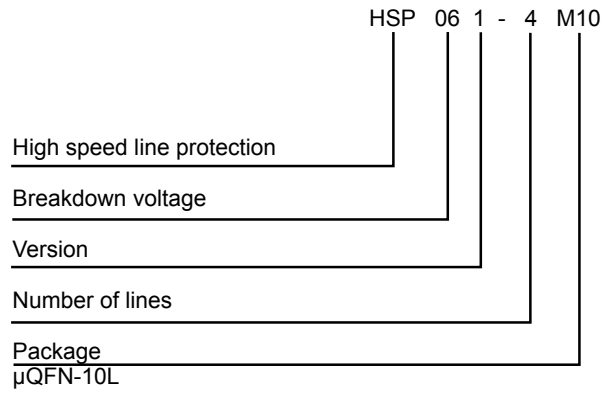 HSP 06 1 - 4 M10
High speed line protection
Breakdown voltage
Version
Number of lines
Package
µQFN-10L